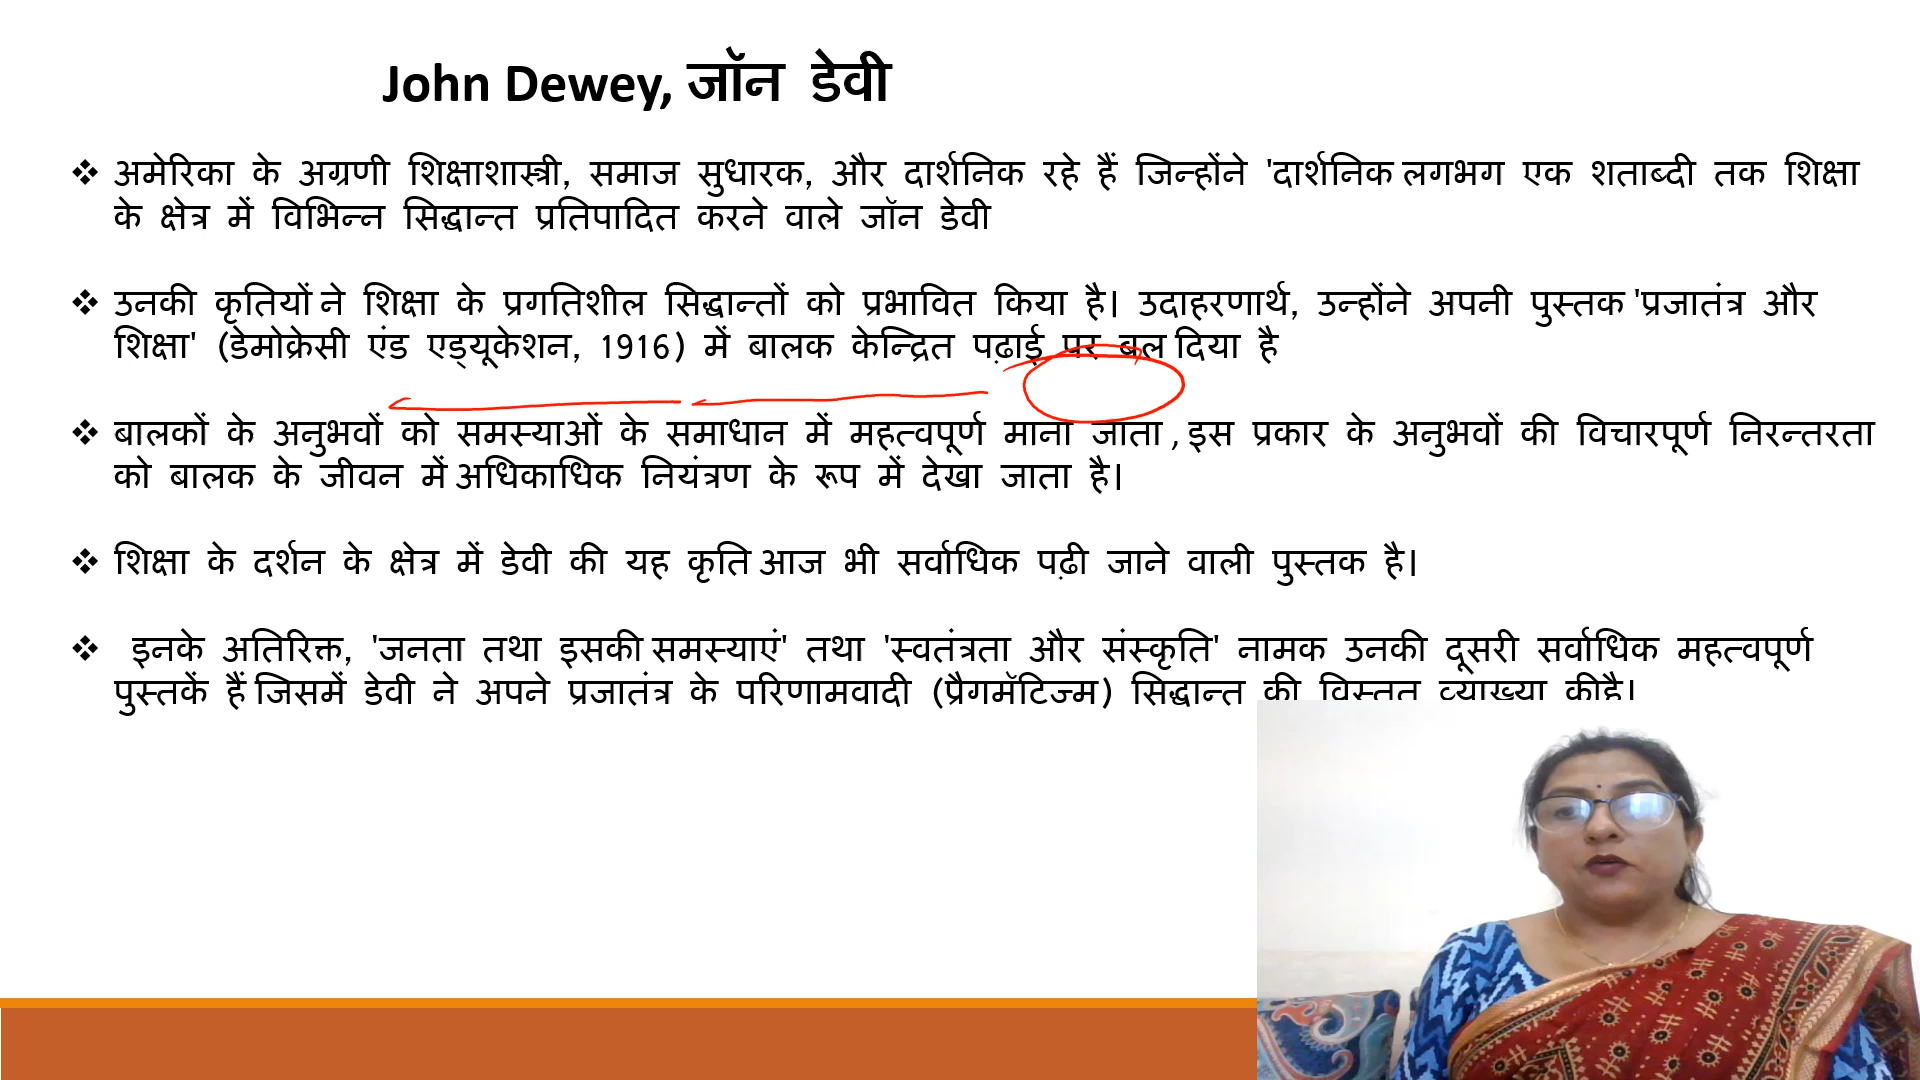 John Dewey, जॉन डेवी
❖ अमेरिका के अग्रणी शिक्षाशास्त्री, समाज सुधारक, और दार्शनिक रहे हैं जिन्होंने 'दार्शनिक लगभग एक शताब्दी तक शिक्षा
के क्षेत्र में विभिन्न सिद्धान्त प्रतिपादित करने वाले जॉन डेवी
❖ उनकी कृतियों ने शिक्षा के प्रगतिशील सिद्धान्तों को प्रभावित किया है। उदाहरणार्थ, उन्होंने अपनी पुस्तक 'प्रजातंत्र और
शिक्षा' (डेमोक्रेसी एंड एड्यूकेशन, 1916) में बालक केन्द्रित पढ़ाई पर बल दिया है
❖ बालकों के अनुभवों को समस्याओं के समाधान में महत्वपूर्ण माना जाता , इस प्रकार के अनुभवों की विचारपूर्ण निरन्तरता
को बालक के जीवन में अधिकाधिक नियंत्रण के रूप में देखा जाता है।
❖ शिक्षा के दर्शन के क्षेत्र में डेवी की यह कृति आज भी सर्वाधिक पढ़ी जाने वाली पुस्तक है।
❖ इनके अतिरिक्त, 'जनता तथा इसकी समस्याएं' तथा 'स्वतंत्रता और संस्कृति' नामक उनकी दूसरी सर्वाधिक महत्वपूर्ण
पुस्तकें हैं जिसमें डेवी ने अपने प्रजातंत्र के परिणामवादी (प्रैगमॅटिज्म) सिद्धान्त की विस्तृत व्याख्या कीहै।